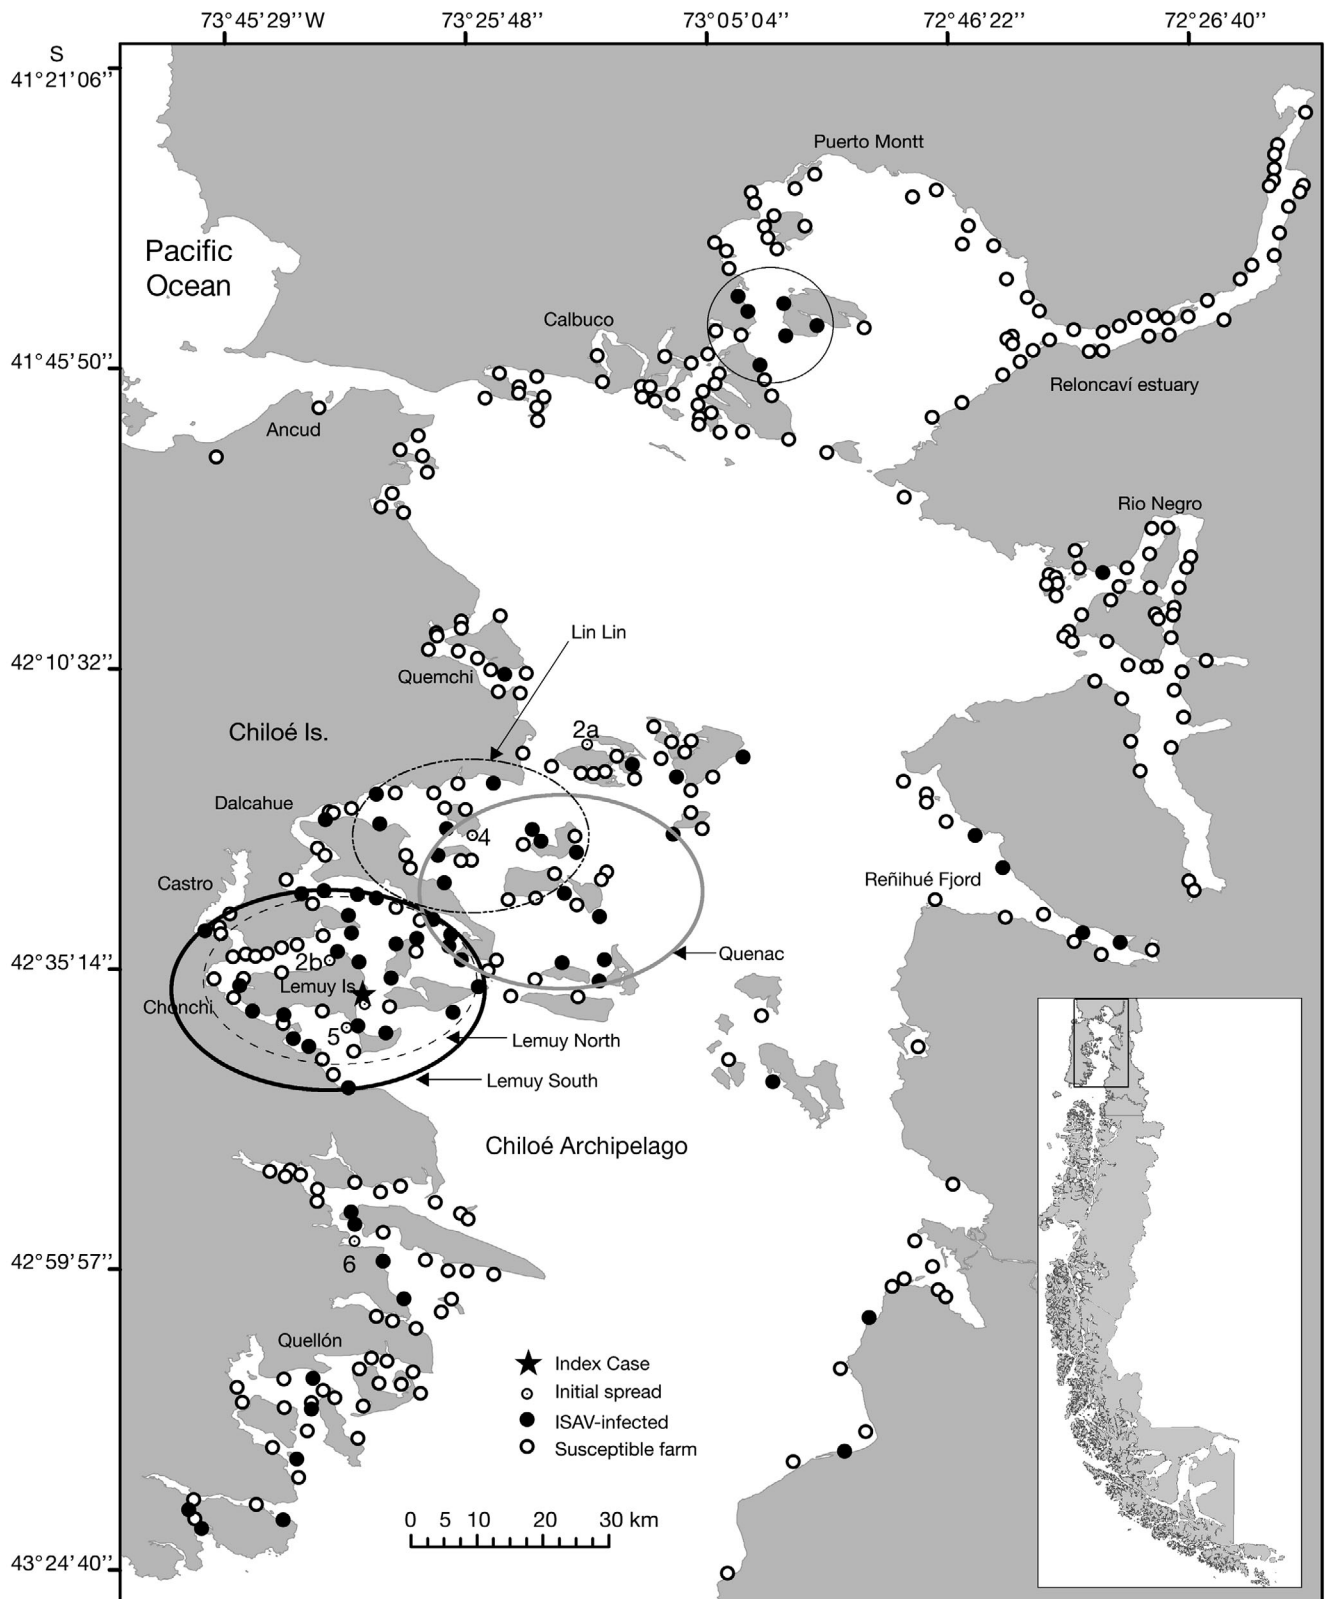 73°45'29''W
73°25'48''
73°05'04''
72°46'22''
72°26'40''
S
41°21'06''
Puerto Montt
Pacific
Ocean
Calbuco
41°45'50''
Reloncaví estuary
Ancud
Rio Negro
Lin Lin
42°10'32''
Quemchi
2a
Chiloé Is.
Dalcahue
4
Castro
Reñihué Fjord
Quenac
42°35'14''
2b
Lemuy Is.
Chonchi
5
Lemuy North
Lemuy South
Chiloé Archipelago
6
42°59'57''
Quellón
Index Case
Initial spread
ISAV-infected
Susceptible farm
0 5 10 20 30 km
43°24'40''